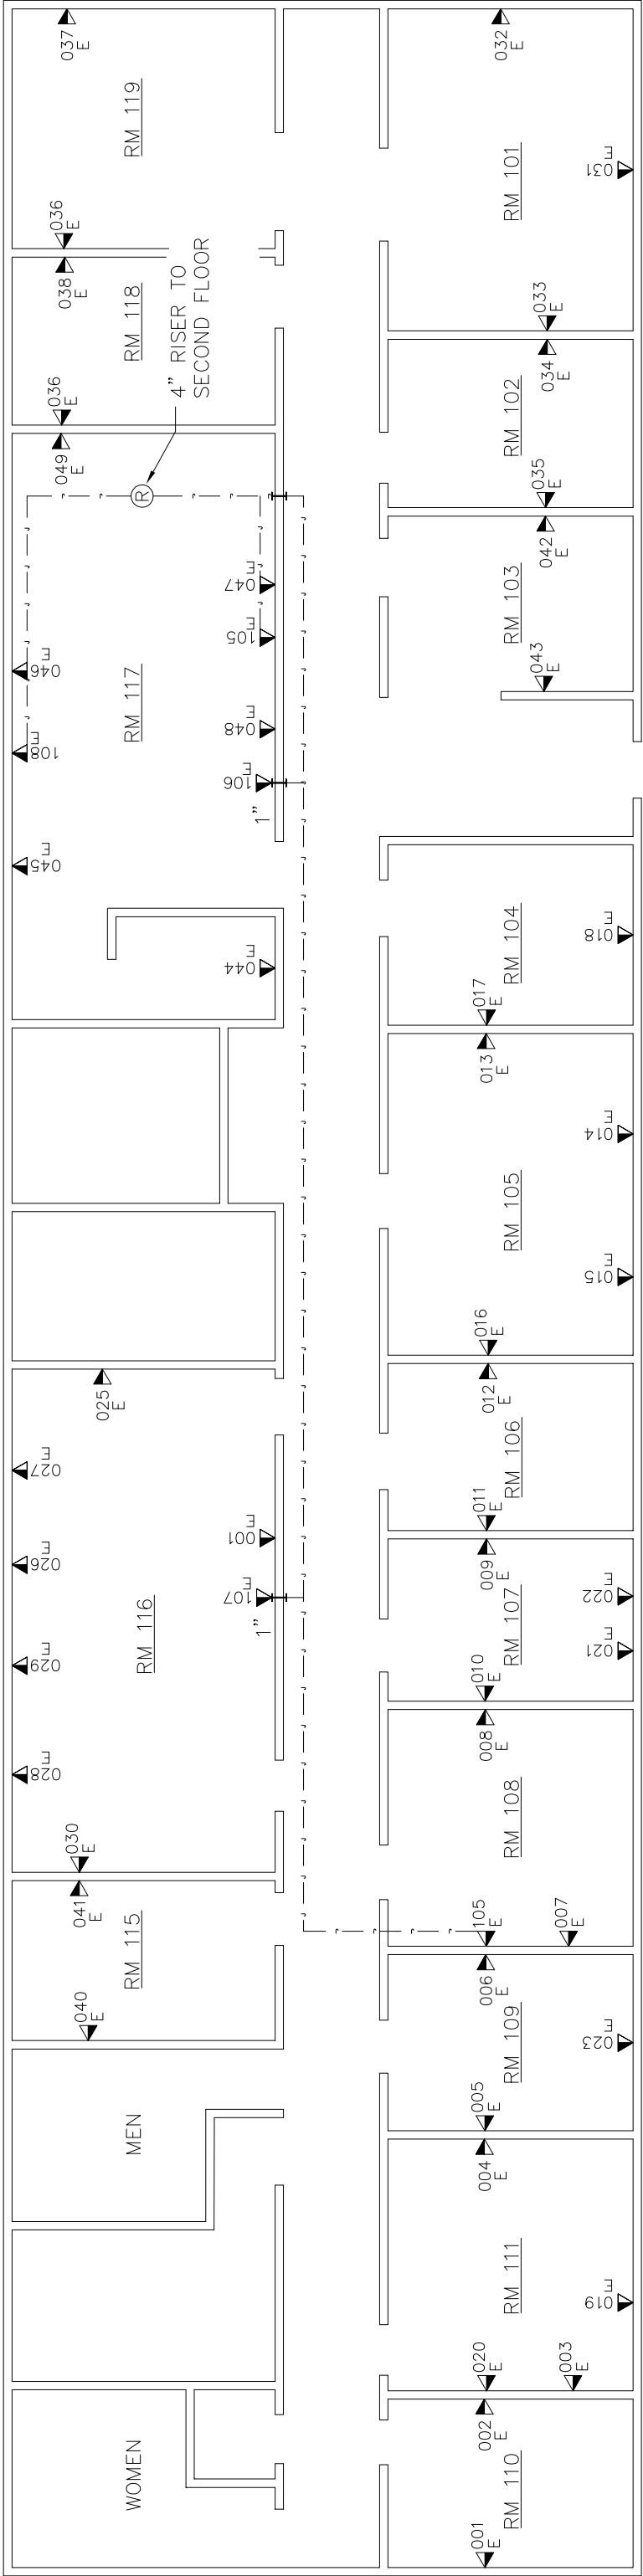 037
E
RM 119
036
E
038
E
RM 118
4" RISER TO
SECOND FLOOR
036
E
049
E
R
047
E
105
E
046
E
108
E
RM 117
048
E
106
E
1"
045
E
044
E
025
E
027
E
026
E
001
E
107
E
1"
RM 116
029
E
028
E
030
E
041
E
RM 115
040
E
MEN
WOMEN
032
E
RM 101
031
E
033
E
034
E
RM 102
035
E
042
E
RM 103
043
E
RM 104
018
E
017
E
013
E
014
E
RM 105
015
E
016
E
012
E
RM 106
011
E
009
E
RM 107
022
E
021
E
010
E
008
E
RM 108
105
E
007
E
006
E
RM 109
023
E
005
E
004
E
RM 111
019
E
020
E
003
E
002
E
RM 110
001
E